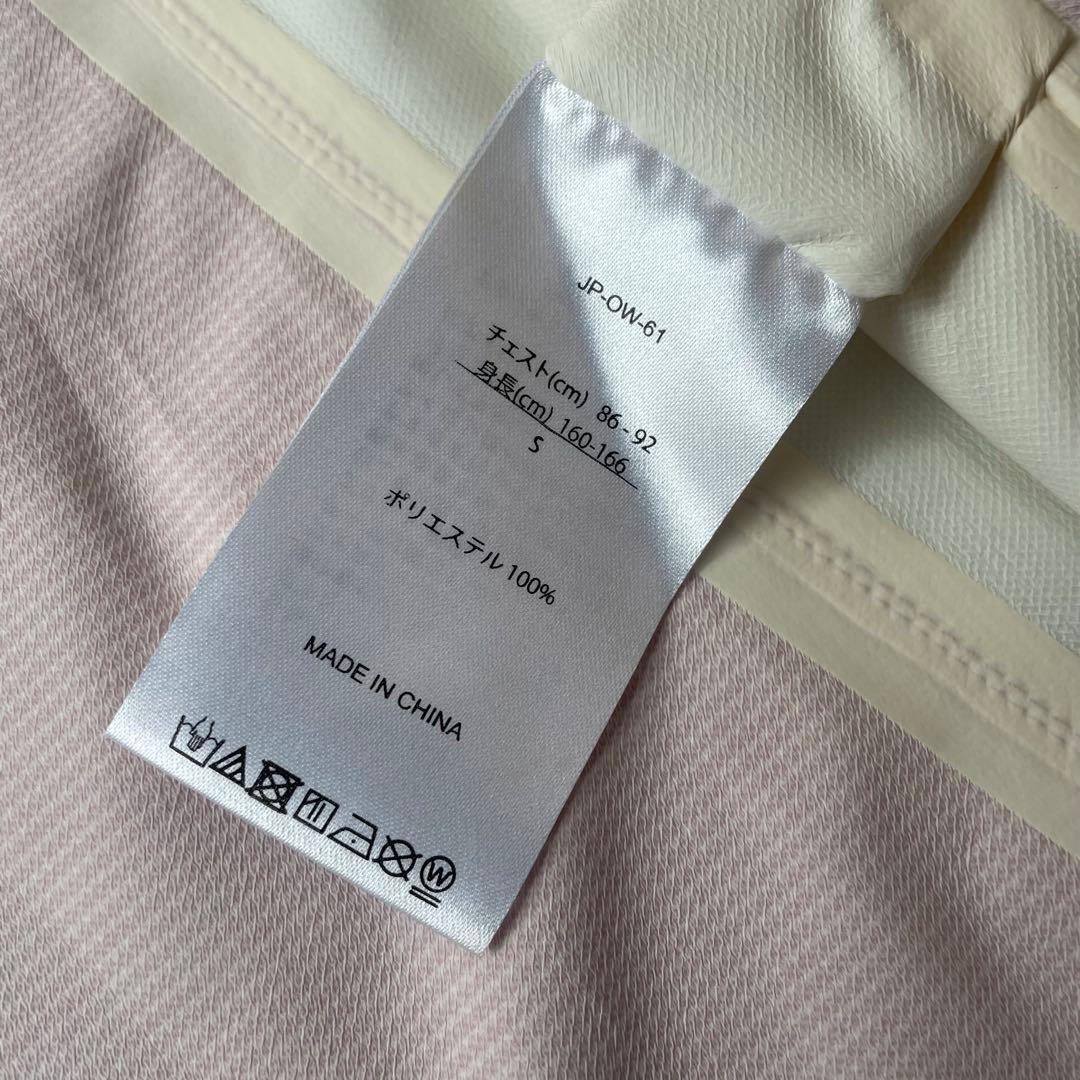 JP-OW-61
チェスト(cm) 86 - 92
身長(cm) 160-166
S
ポリエステル 100%
MADE IN CHINA
W